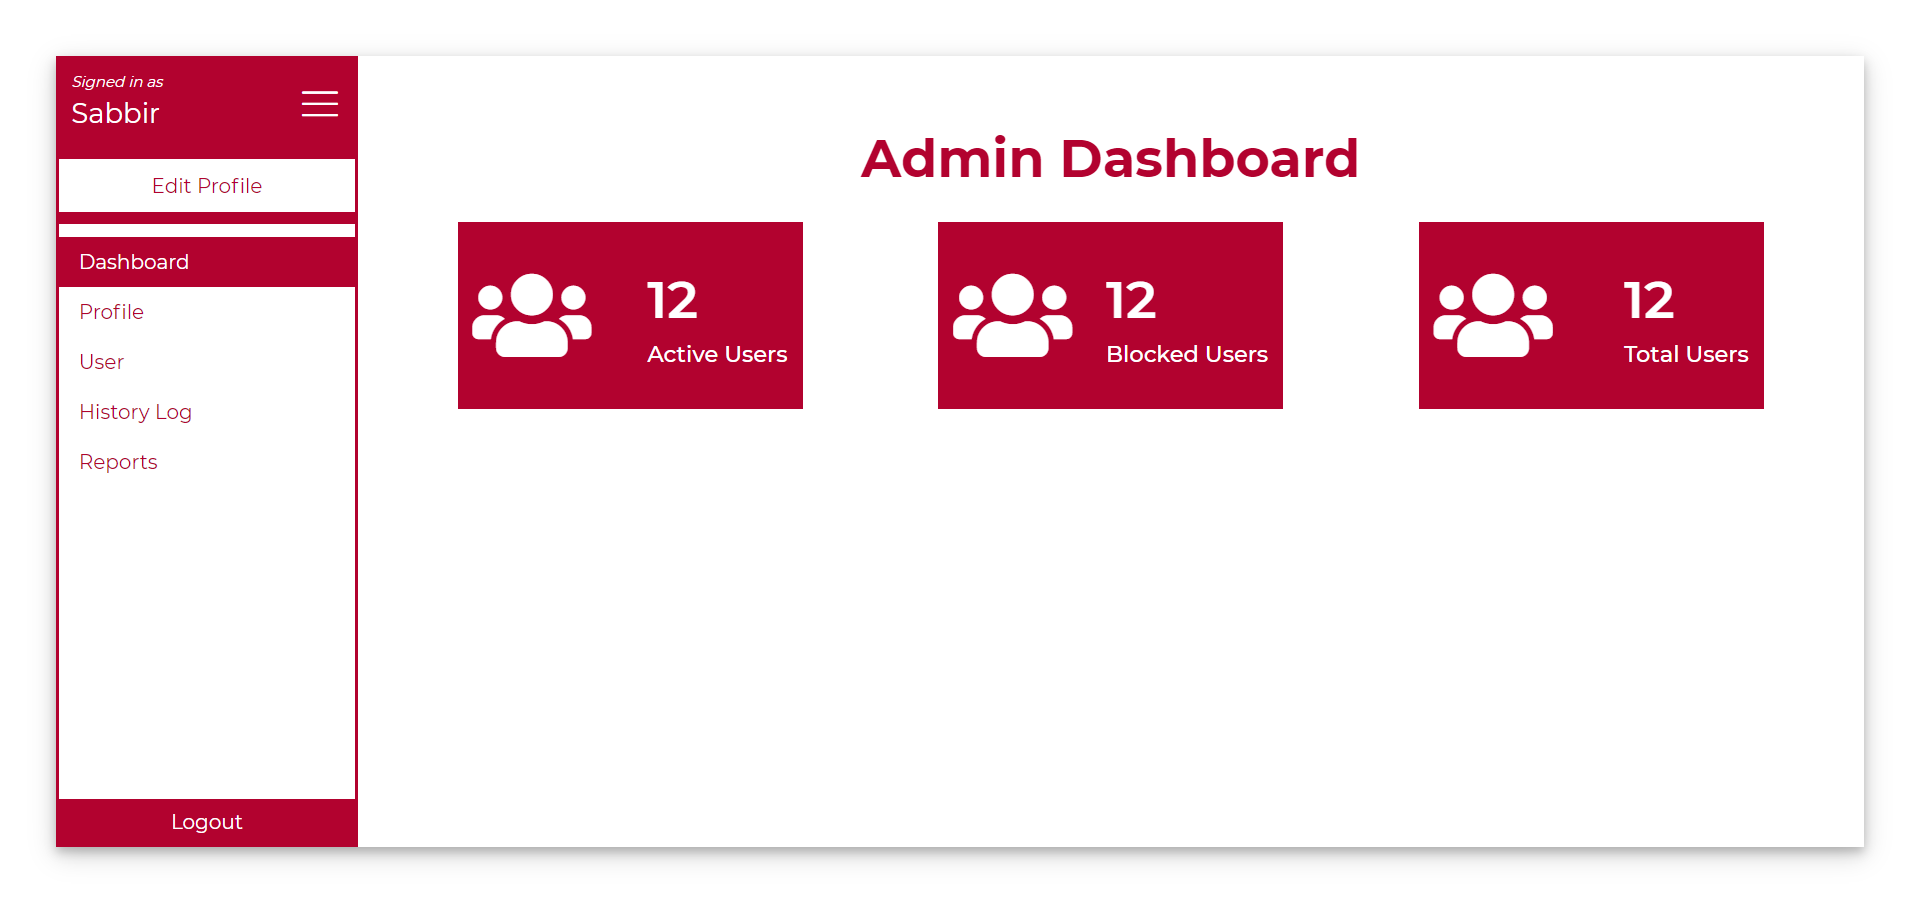 Signed in as
Sabbir
Edit Profile
Dashboard
Profile
User
History Log
Reports
Logout
Admin Dashboard
12
Active Users
12
Blocked Users
12
Total Users